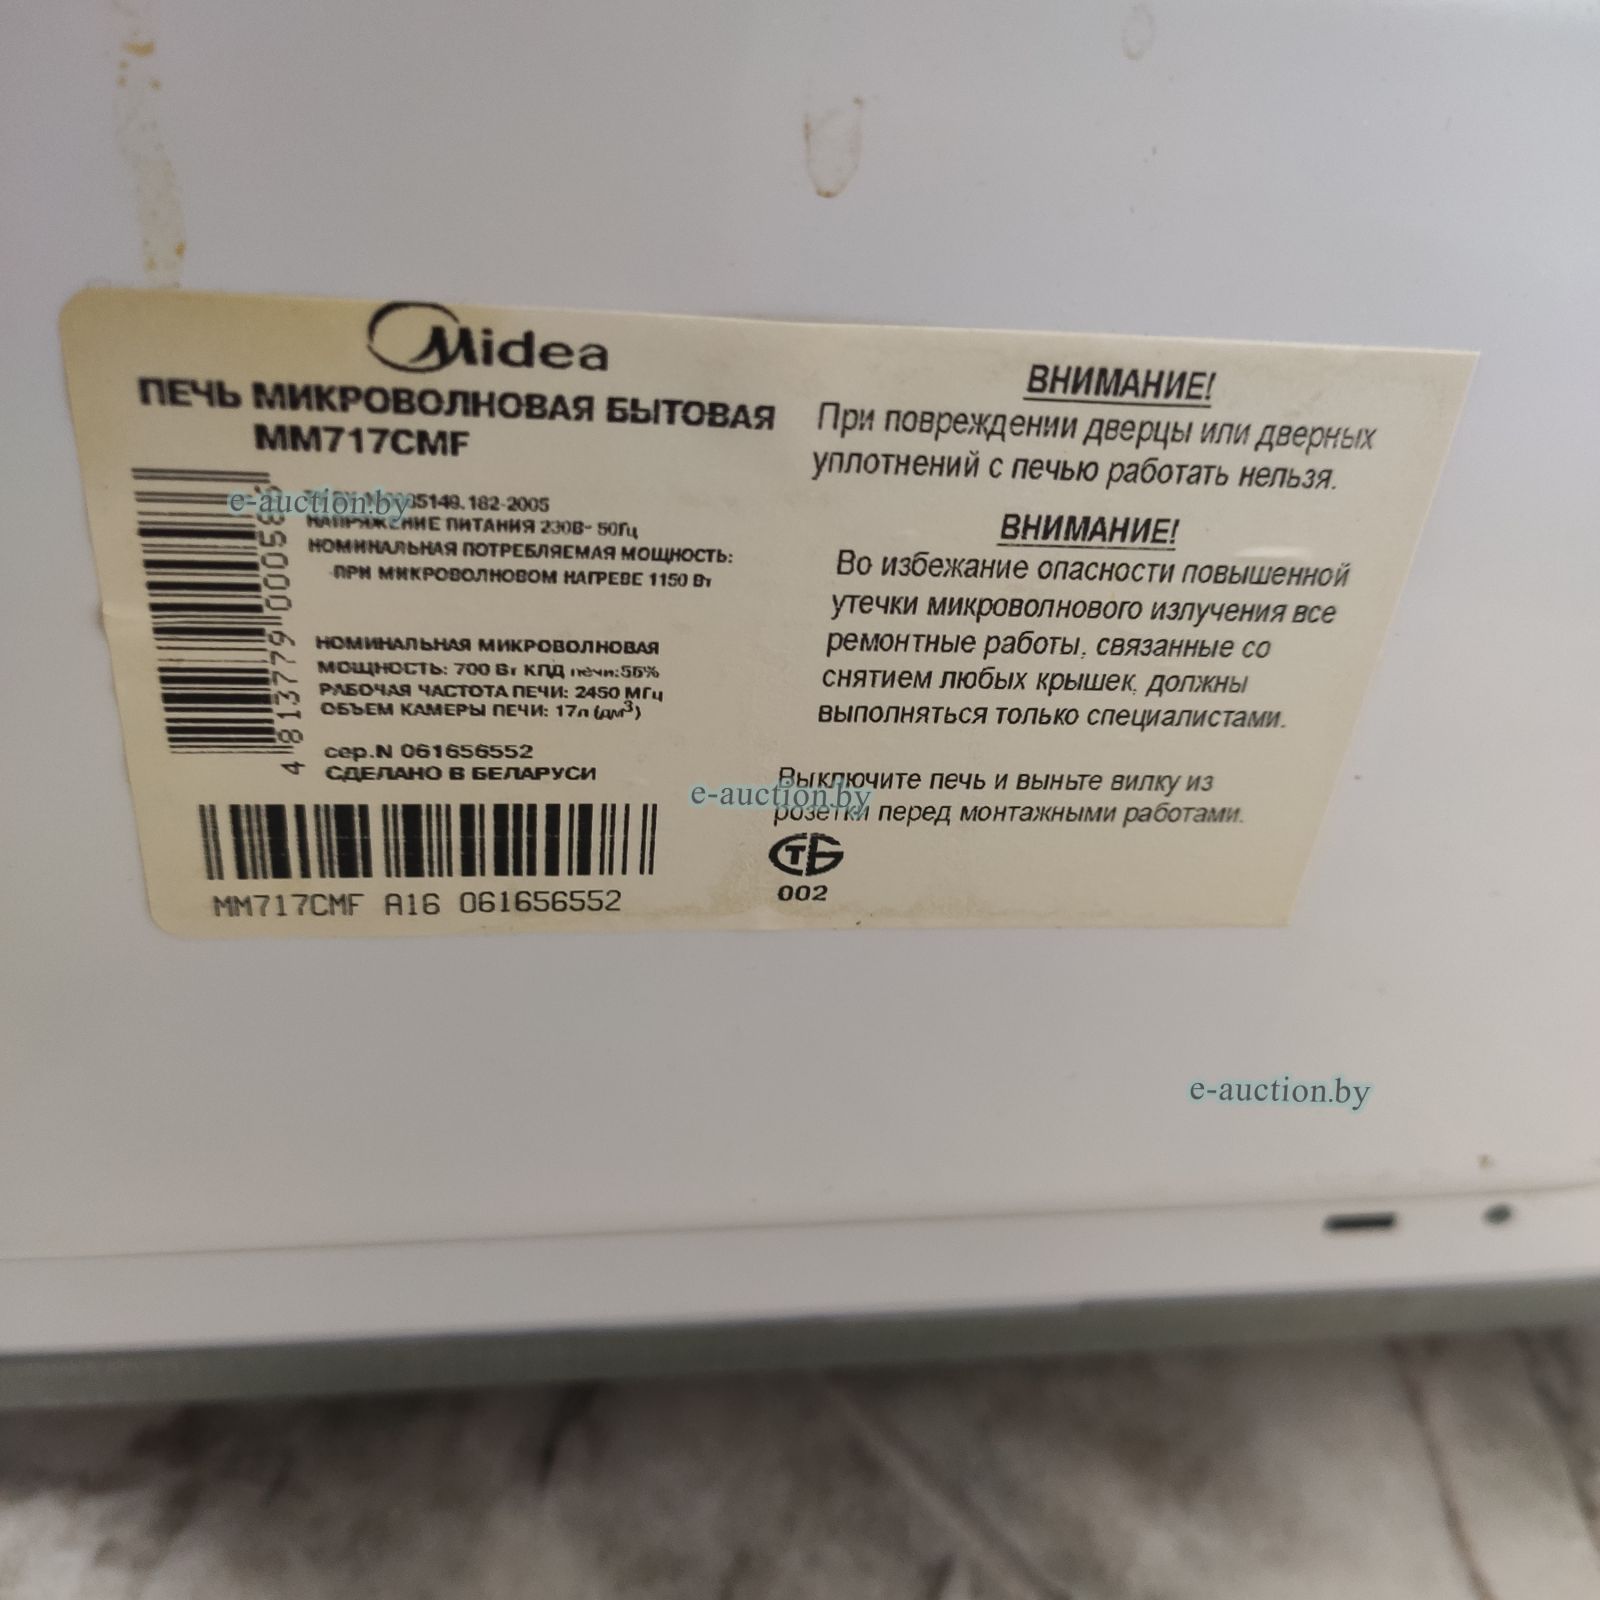 Midea
ПЕЧЬ МИКРОВОЛНОВАЯ БЫТОВАЯ
MM717CMF
5149.182-2005
НАПРЯЖЕНИЕ ПИТАНИЯ 230В~ 50Гц
НОМИНАЛЬНАЯ ПОТРЕБЛЯЕМАЯ МОЩНОСТЬ:
-ПРИ МИКРОВОЛНОВОМ НАГРЕВЕ 1150 Вт
НОМИНАЛЬНАЯ МИКРОВОЛНОВАЯ
МОЩНОСТЬ: 700 Вт КПД печи:55%
РАБОЧАЯ ЧАСТОТА ПЕЧИ: 2450 МГц
ОБЪЕМ КАМЕРЫ ПЕЧИ: 17л (дм³)
сер.N 061656552
СДЕЛАНО В БЕЛАРУСИ
MM717CMF A16 061656552
ВНИМАНИЕ!
При повреждении дверцы или дверных
уплотнений с печью работать нельзя.
ВНИМАНИЕ!
Во избежание опасности повышенной
утечки микроволнового излучения все
ремонтные работы, связанные со
снятием любых крышек, должны
выполняться только специалистами.
Выключите печь и выньте вилку из
розетки перед монтажными работами.
СТБ
002
e-auction.by
e-auction.by
e-auction.by